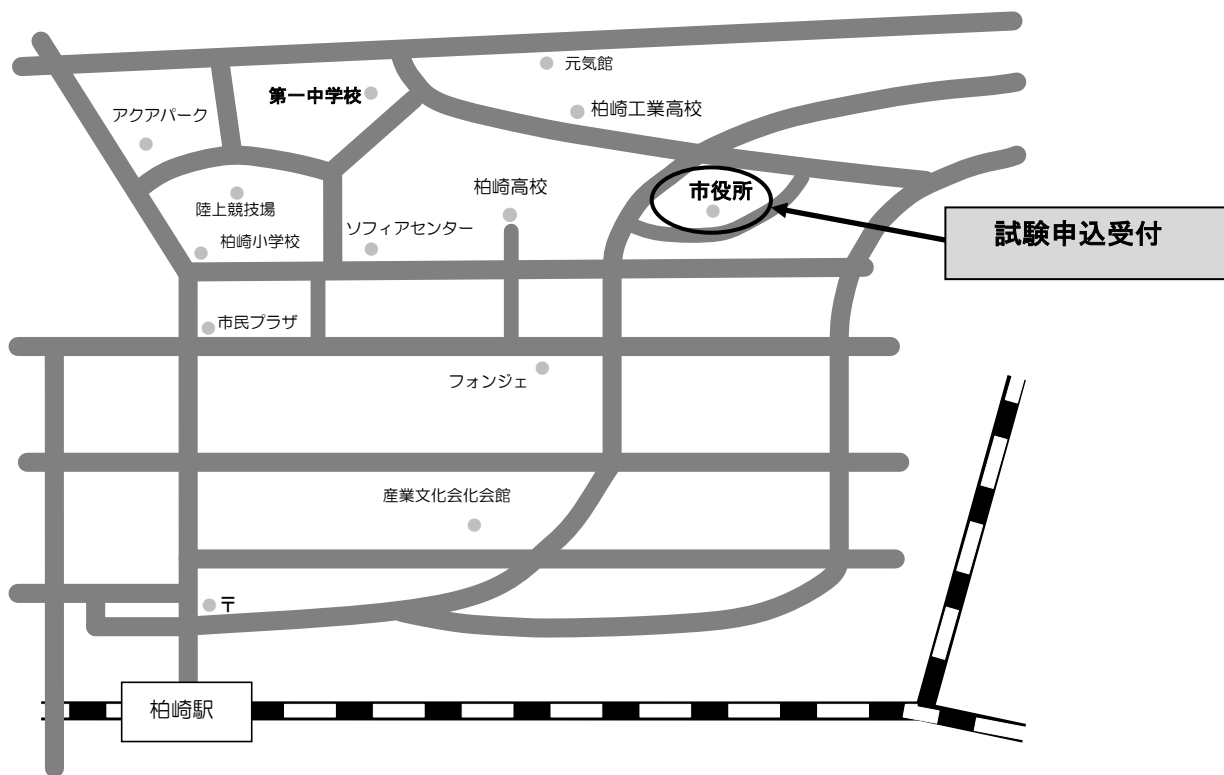 元気館
第一中学校
柏崎工業高校
アクアパーク
柏崎高校
市役所
陸上競技場
ソフィアセンター
試験申込受付
柏崎小学校
市民プラザ
フォンジェ
産業文化会化会館
〒
柏崎駅